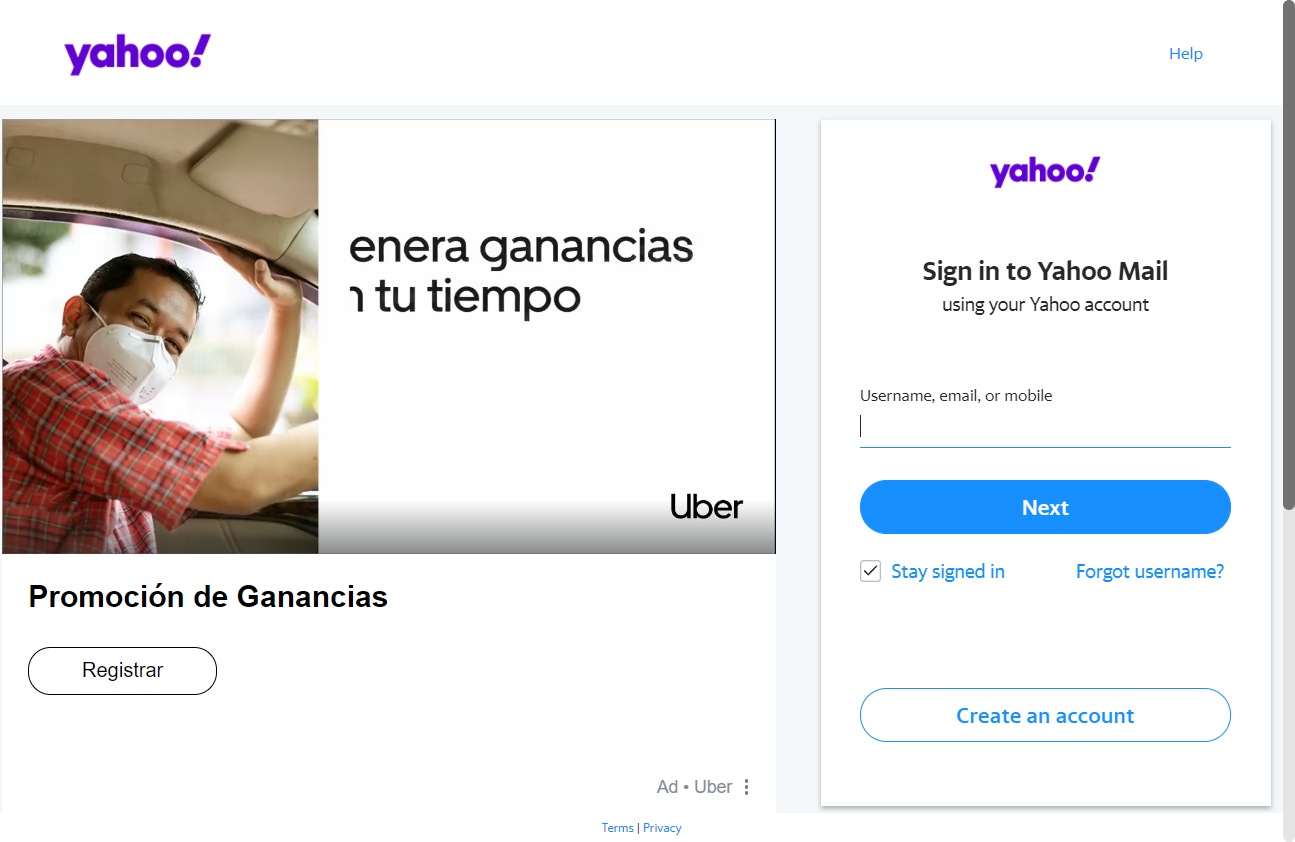 yahoo!
Help
enera ganancias
tu tiempo
Uber
Promoción de Ganancias
Registrar
Ad • Uber
yahoo!
Sign in to Yahoo Mail
using your Yahoo account
Username, email, or mobile
Next
Stay signed in
Forgot username?
Create an account
Terms | Privacy